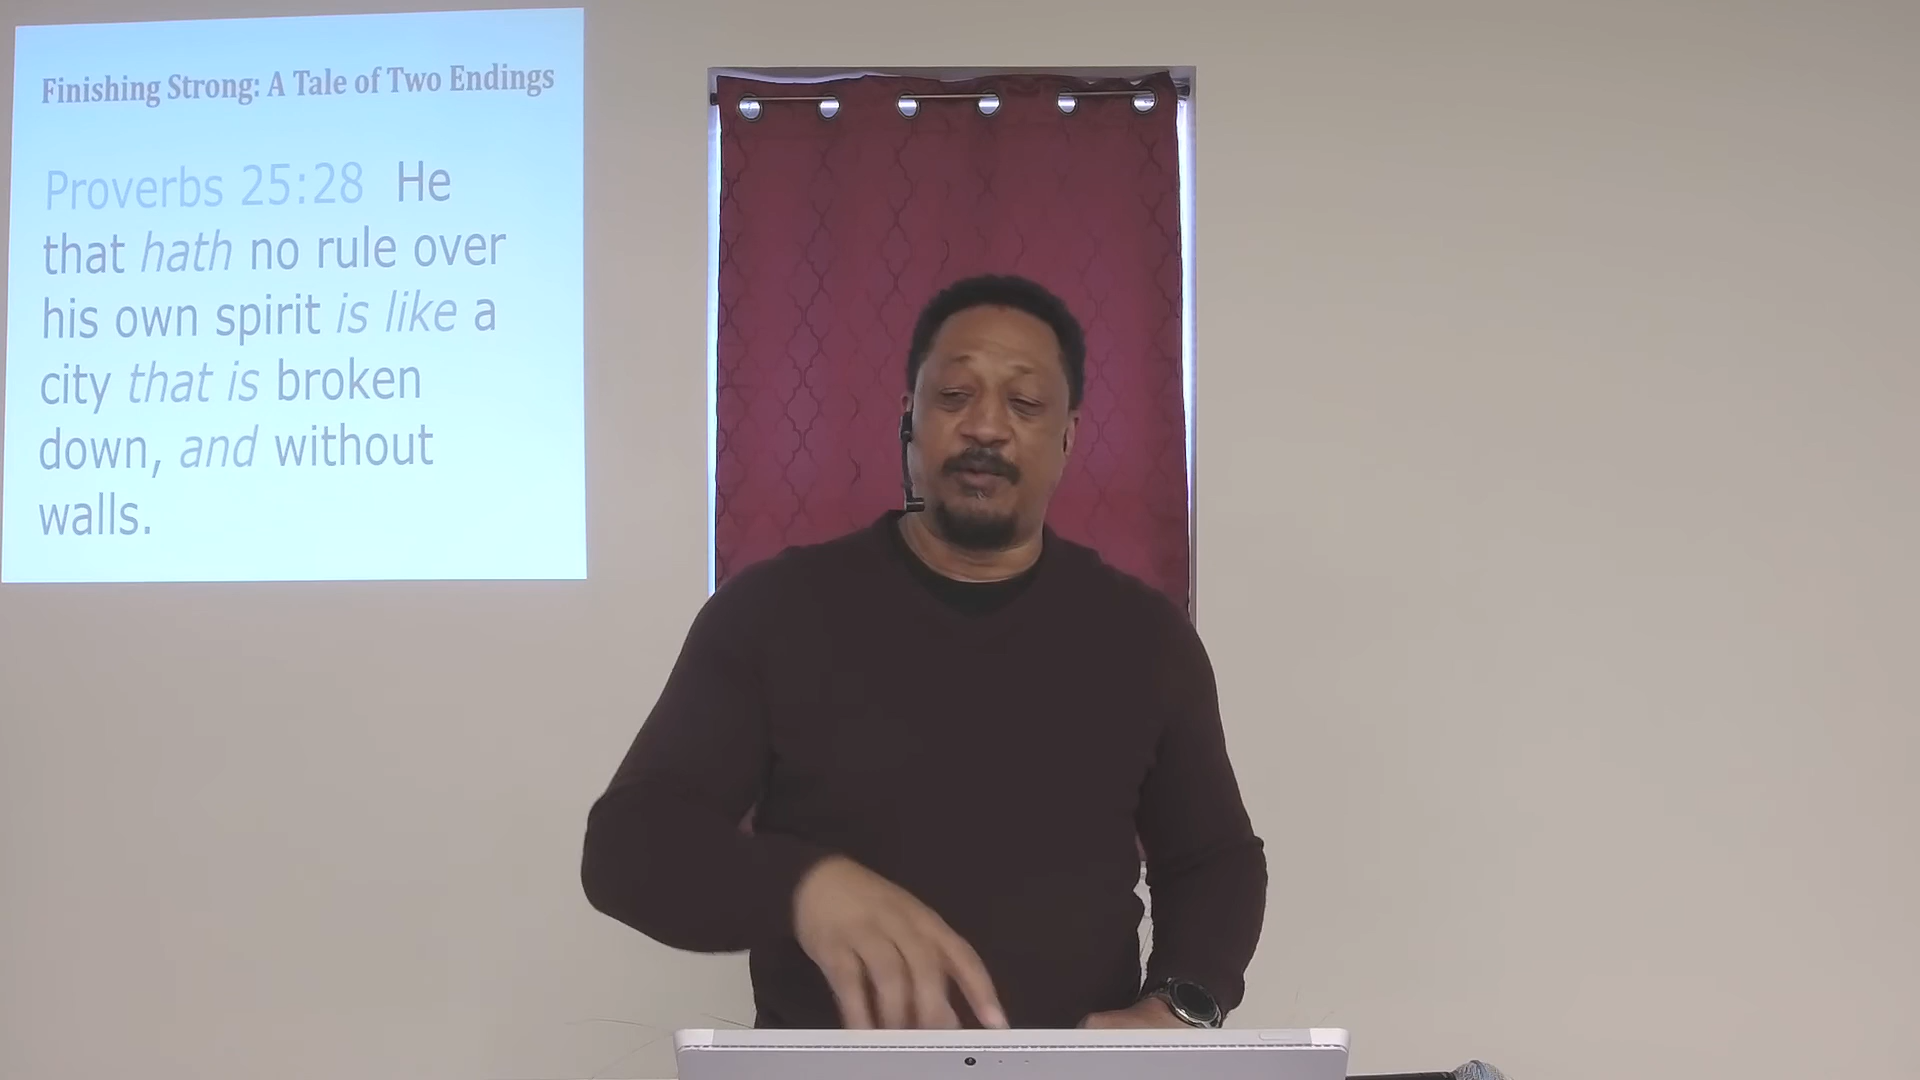 Finishing Strong: A Tale of Two Endings
Proverbs 25:28 He
that hath no rule over
his own spirit is like a
city that is broken
down, and without
walls.